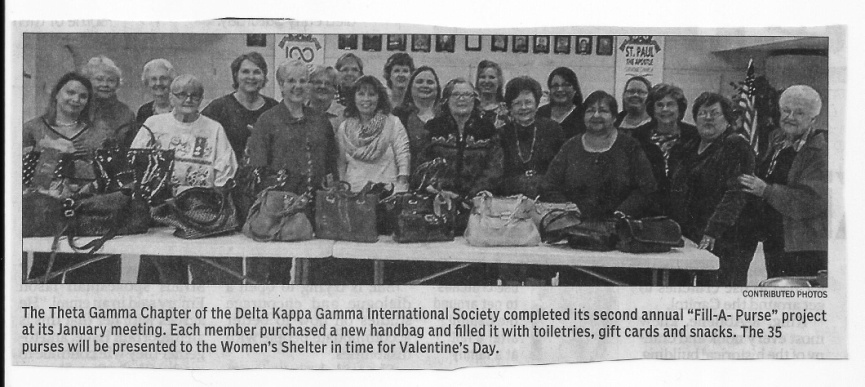 100
ST. PAUL
THE APOSTLE
CONTRIBUTED PHOTOS
The Theta Gamma Chapter of the Delta Kappa Gamma International Society completed its second annual “Fill-A- Purse” project
at its January meeting. Each member purchased a new handbag and filled it with toiletries, gift cards and snacks. The 35
purses will be presented to the Women’s Shelter in time for Valentine’s Day.